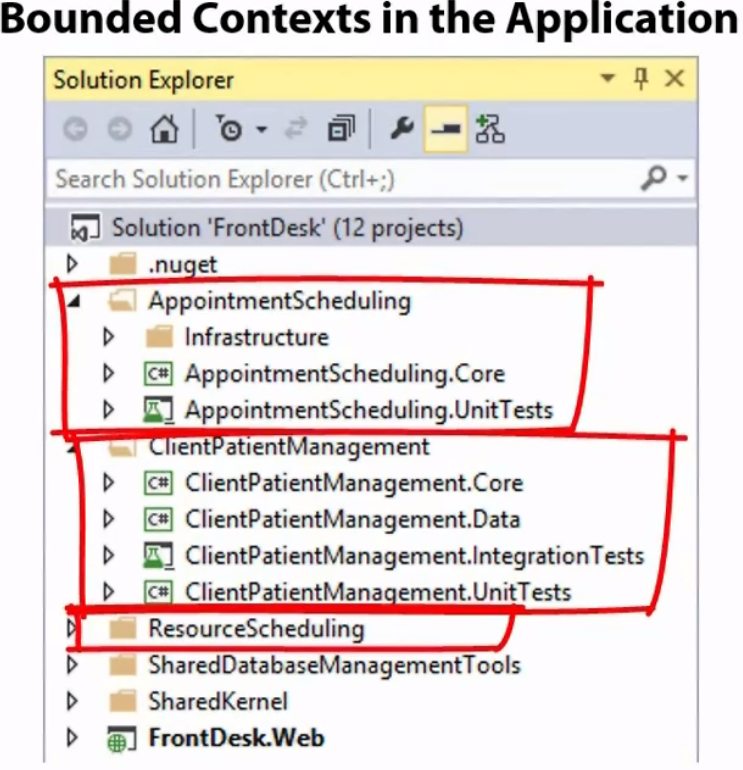 Bounded Contexts in the Application
Solution Explorer
Search Solution Explorer (Ctrl+;)
Solution 'FrontDesk' (12 projects)
.nuget
AppointmentScheduling
Infrastructure
C# AppointmentScheduling.Core
AppointmentScheduling.UnitTests
ClientPatientManagement
C# ClientPatientManagement.Core
C# ClientPatientManagement.Data
ClientPatientManagement.IntegrationTests
C# ClientPatientManagement.UnitTests
ResourceScheduling
SharedDatabaseManagementTools
SharedKernel
FrontDesk.Web